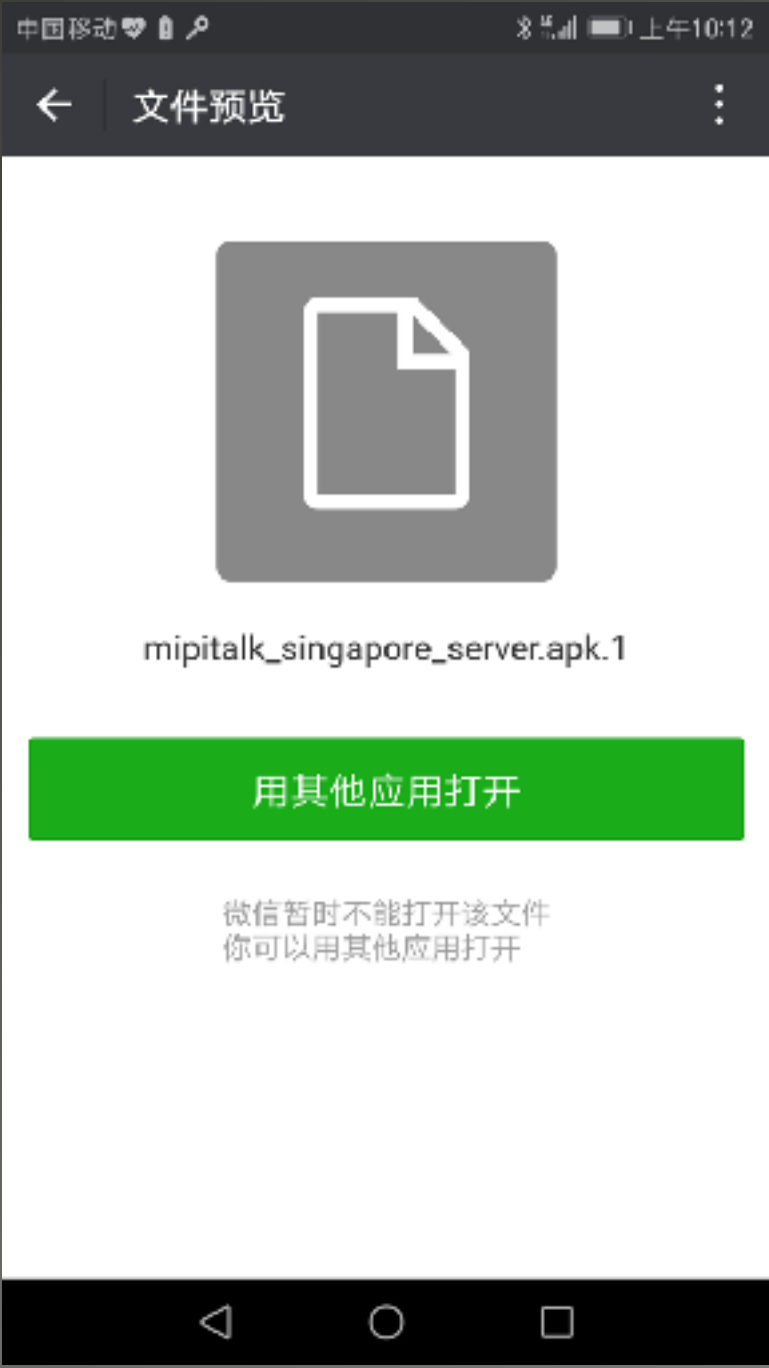 中国移动
上午10:12
文件预览
mipitalk_singapore_server.apk.1
用其他应用打开
微信暂时不能打开该文件
你可以用其他应用打开